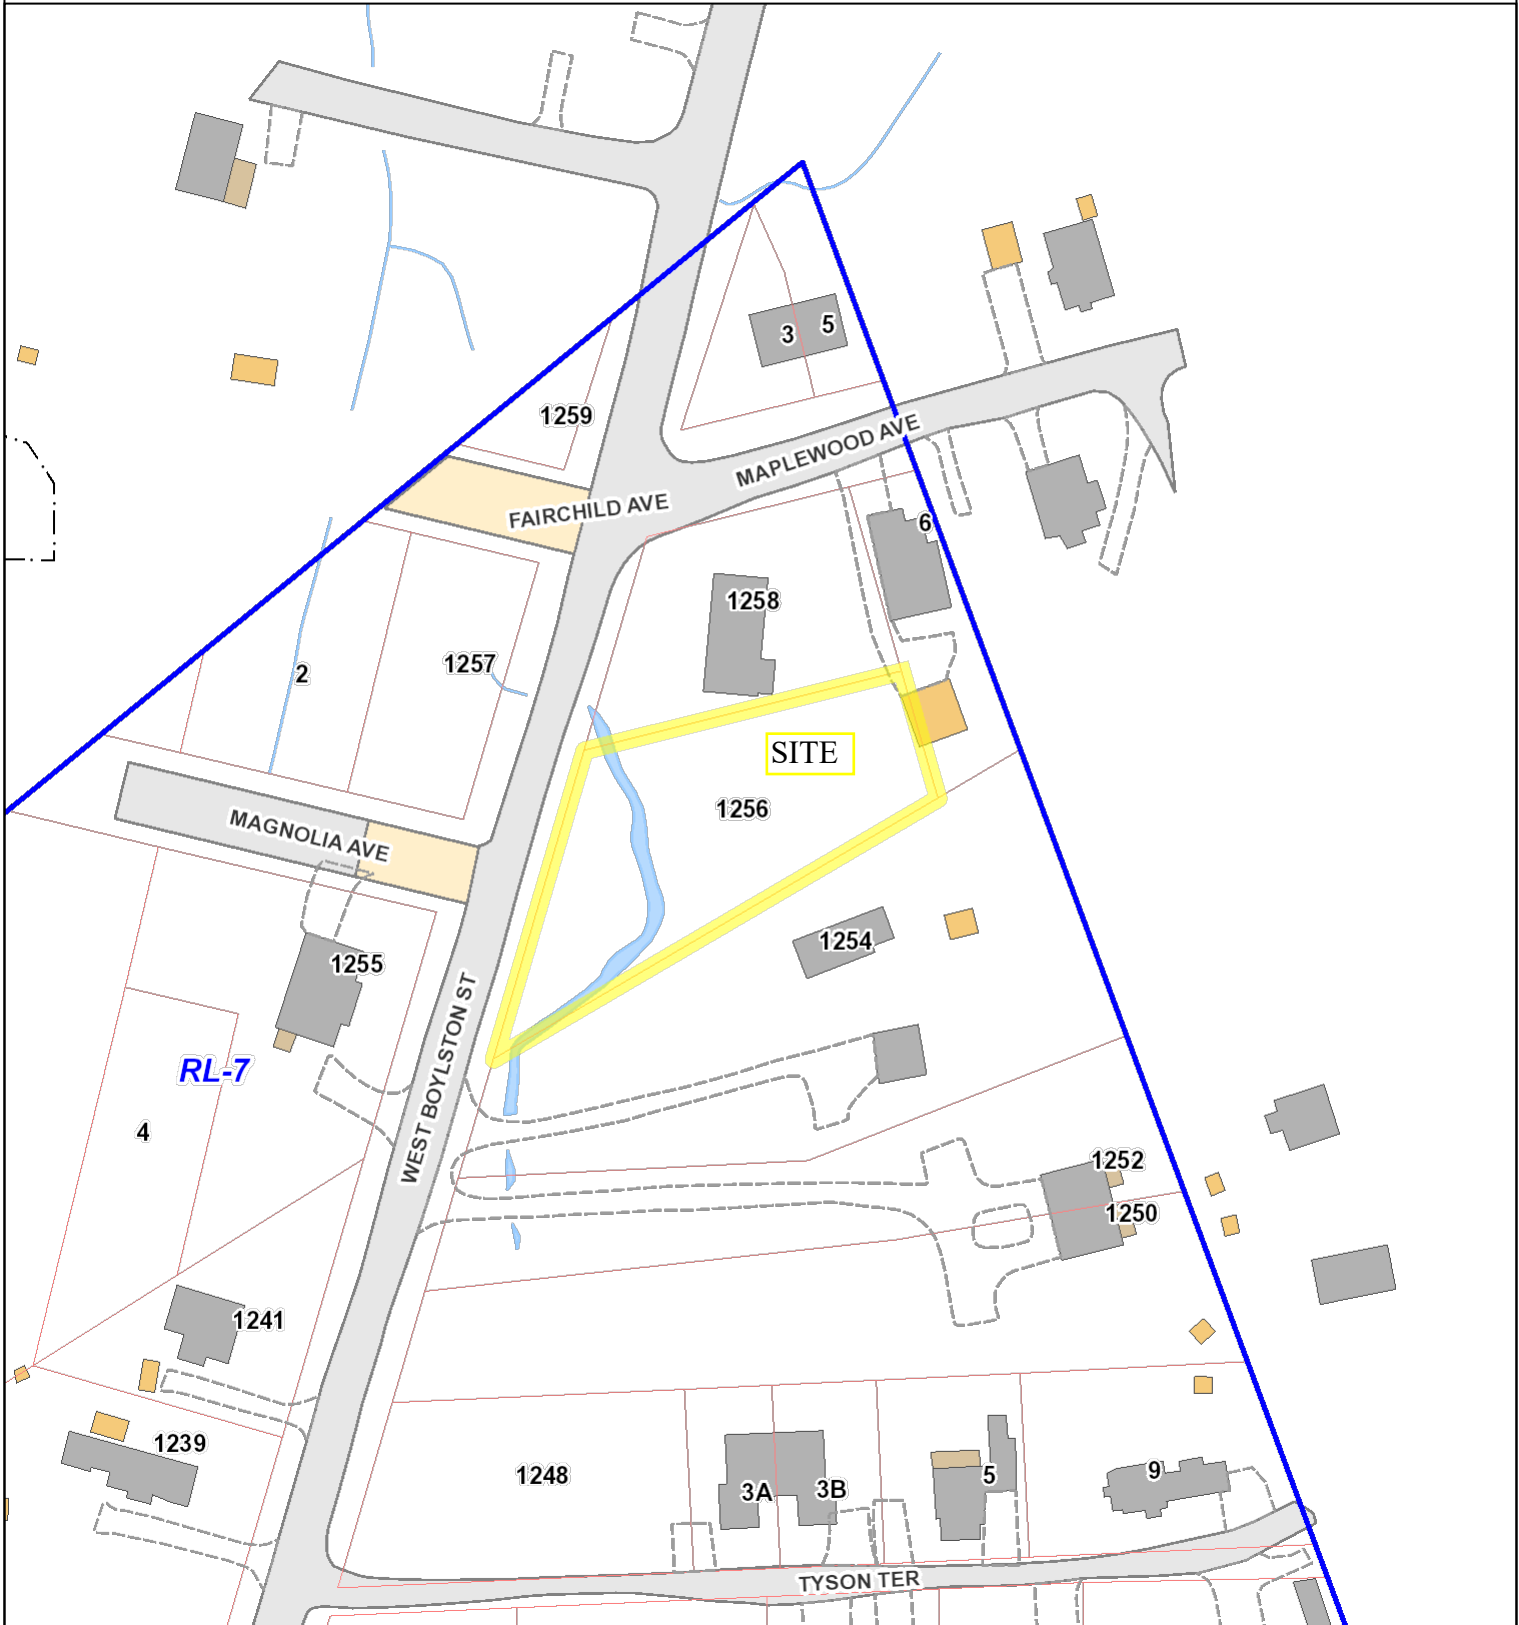 3
5
1259
MAPLEWOOD AVE
FAIRCHILD AVE
6
1258
1257
2
SITE
1256
MAGNOLIA AVE
1254
1255
WEST BOYLSTON ST
RL-7
4
1252
1250
1241
1239
1248
3A
3B
5
9
TYSON TER